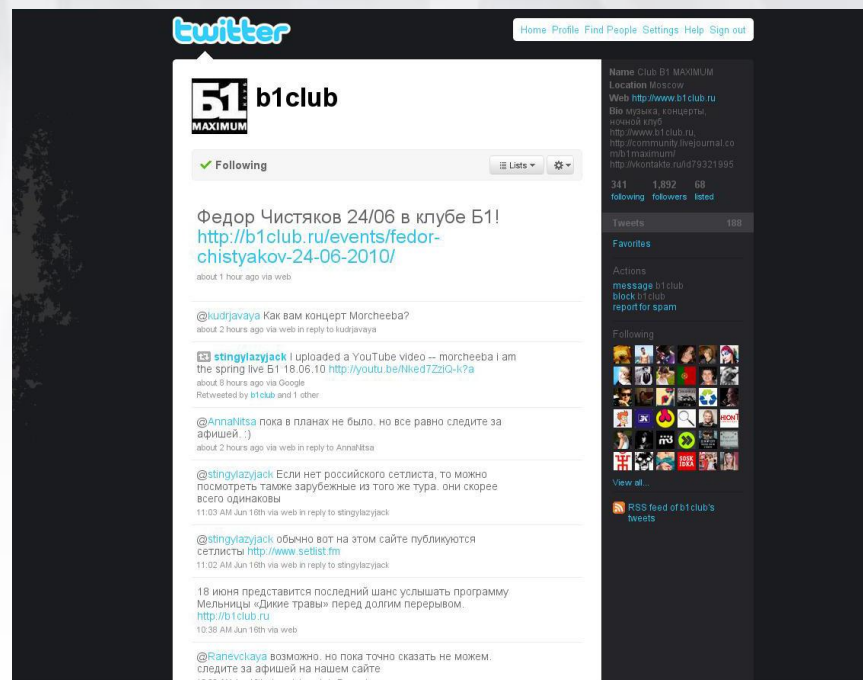 twitter
Home Profile Find People Settings Help Sign out
Б1
КЛУБ
MAXIMUM
b1club
Following
Lists
Федор Чистяков 24/06 в клубе Б1!
http://b1club.ru/events/fedor-
chistyakov-24-06-2010/
about 1 hour ago via web
@kudrjavaya Как вам концерт Morcheeba?
about 2 hours ago via web in reply to kudrjavaya
stingylazyjack I uploaded a YouTube video -- morcheeba i am
the spring live Б1 18.06.10 http://youtu.be/Nked7ZziQ-k?a
about 8 hours ago via Google
Retweeted by b1club and 1 other
@AnnaNitsa пока в планах не было. но все равно следите за
афишей. :)
about 2 hours ago via web in reply to AnnaNitsa
@stingylazyjack Если нет российского сетлиста, то можно
посмотреть тамже зарубежные из того же тура. они скорее
всего одинаковы
11:03 AM Jun 16th via web in reply to stingylazyjack
@stingylazyjack обычно вот на этом сайте публикуются
сетлисты http://www.setlist.fm
11:02 AM Jun 16th via web in reply to stingylazyjack
18 июня представится последний шанс услышать программу
Мельницы «Дикие травы» перед долгим перерывом.
http://b1club.ru
10:38 AM Jun 16th via web
@Ranevckaya возможно. но пока точно сказать не можем.
следите за афишей на нашем сайте
Name Club B1 MAXIMUM
Location Moscow
Web http://www.b1club.ru
Bio музыка, концерты,
ночной клуб
http://www.b1club.ru,
http://community.livejournal.co
m/b1maximum/
http://vkontakte.ru/id79321995
341 1,892 68
following followers listed
Tweets 188
Favorites
Actions
message b1club
block b1club
report for spam
Following
View all...
RSS feed of b1club's
tweets